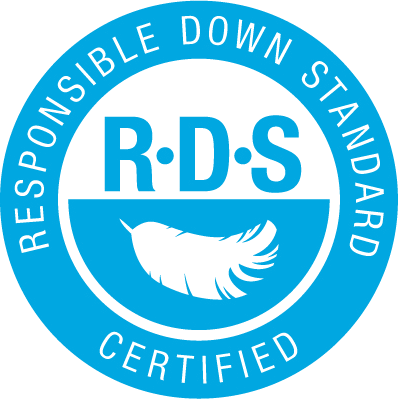 RESPONSIBLE DOWN STANDARD
R·D·S
CERTIFIED